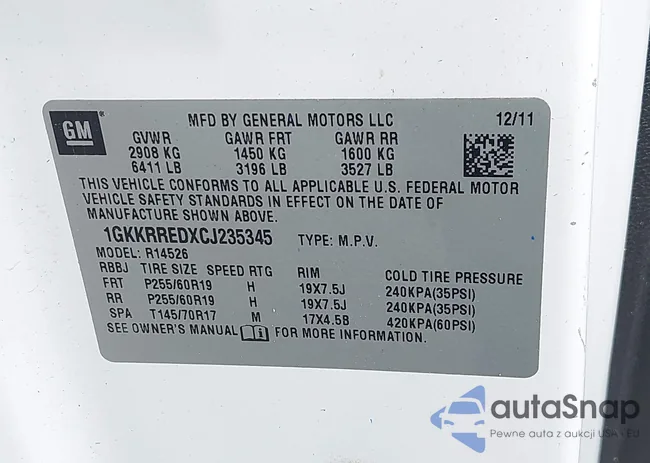 GM
MFD BY GENERAL MOTORS LLC 12/11
GVWR GAWR FRT GAWR RR
2908 KG 1450 KG 1600 KG
6411 LB 3196 LB 3527 LB
THIS VEHICLE CONFORMS TO ALL APPLICABLE U.S. FEDERAL MOTOR
VEHICLE SAFETY STANDARDS IN EFFECT ON THE DATE OF
MANUFACTURE SHOWN ABOVE.
1GKKRREDXCJ235345 TYPE: M.P.V.
MODEL: R14526
RBBJ TIRE SIZE SPEED RTG RIM COLD TIRE PRESSURE
FRT P255/60R19 H 19X7.5J 240KPA(35PSI)
RR P255/60R19 H 19X7.5J 240KPA(35PSI)
SPA T145/70R17 M 17X4.5B 420KPA(60PSI)
SEE OWNER'S MANUAL FOR MORE INFORMATION.
autaSnap
Pewne auta z aukcji USA - EU